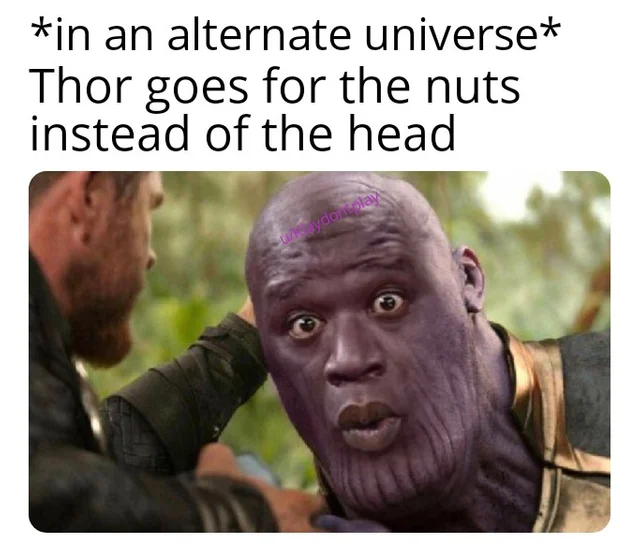 *in an alternate universe*
Thor goes for the nuts
instead of the head